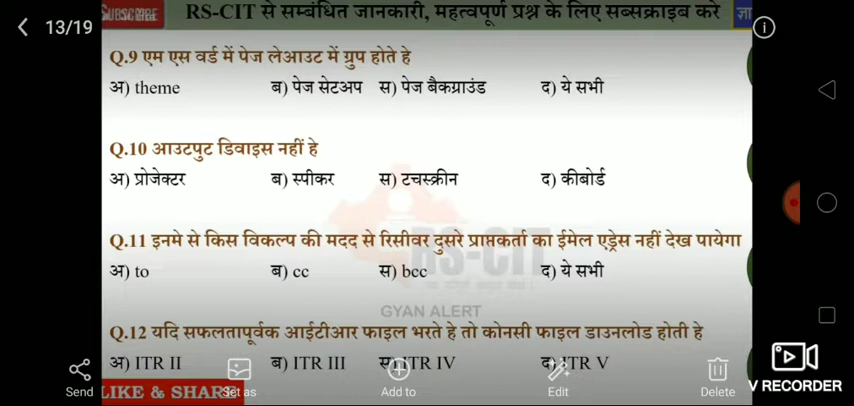 13/19
SUBSCRIBE
RS-CIT से सम्बंधित जानकारी, महत्वपूर्ण प्रश्न के लिए सब्सक्राइब करे
Q.9 एम एस वर्ड में पेज लेआउट में ग्रुप होते हे
अ) theme ब) पेज सेटअप स) पेज बैकग्राउंड द) ये सभी
Q.10 आउटपुट डिवाइस नहीं हे
अ) प्रोजेक्टर ब) स्पीकर स) टचस्क्रीन द) कीबोर्ड
Q.11 इनमे से किस विकल्प की मदद से रिसीवर दुसरे प्राप्तकर्ता का ईमेल एड्रेस नहीं देख पायेगा
अ) to ब) cc स) bcc द) ये सभी
RS-CIT
GYAN ALERT
Q.12 यदि सफलतापूर्वक आईटीआर फाइल भरते हे तो कोनसी फाइल डाउनलोड होती हे
अ) ITR II ब) ITR III स) ITR IV द) ITR V
Send Set as Add to Edit Delete
LIKE & SHARE
V RECORDER